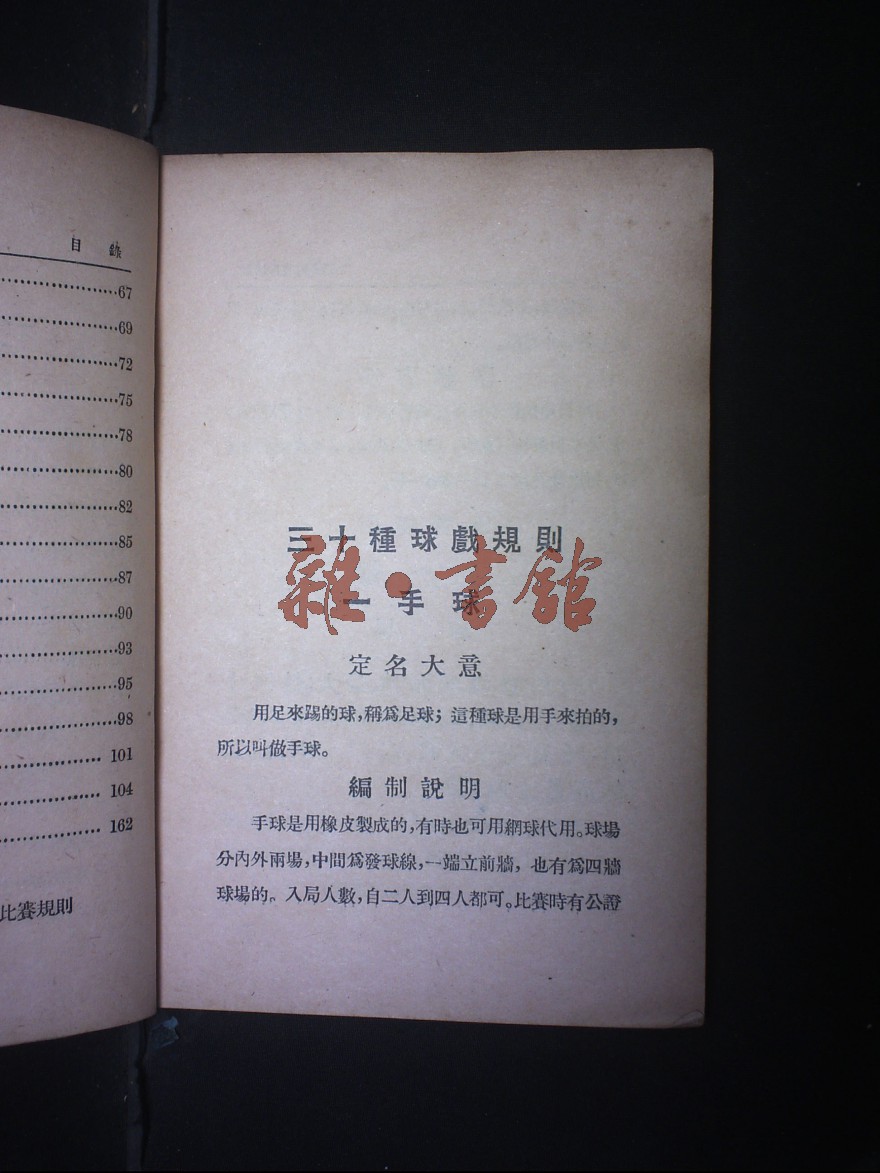 目錄
67
69
72
75
78
80
82
85
87
90
93
95
98
101
104
162
比賽規則
三十種球戲規則
一 手球
雜·書館
定名大意
用足來踢的球,稱爲足球;這種球是用手來拍的,
所以叫做手球。
編制說明
手球是用橡皮製成的,有時也可用網球代用。球場
分內外兩場,中間爲發球線,一端立前牆,也有爲四牆
球場的。入局人數,自二人到四人都可。比賽時有公證